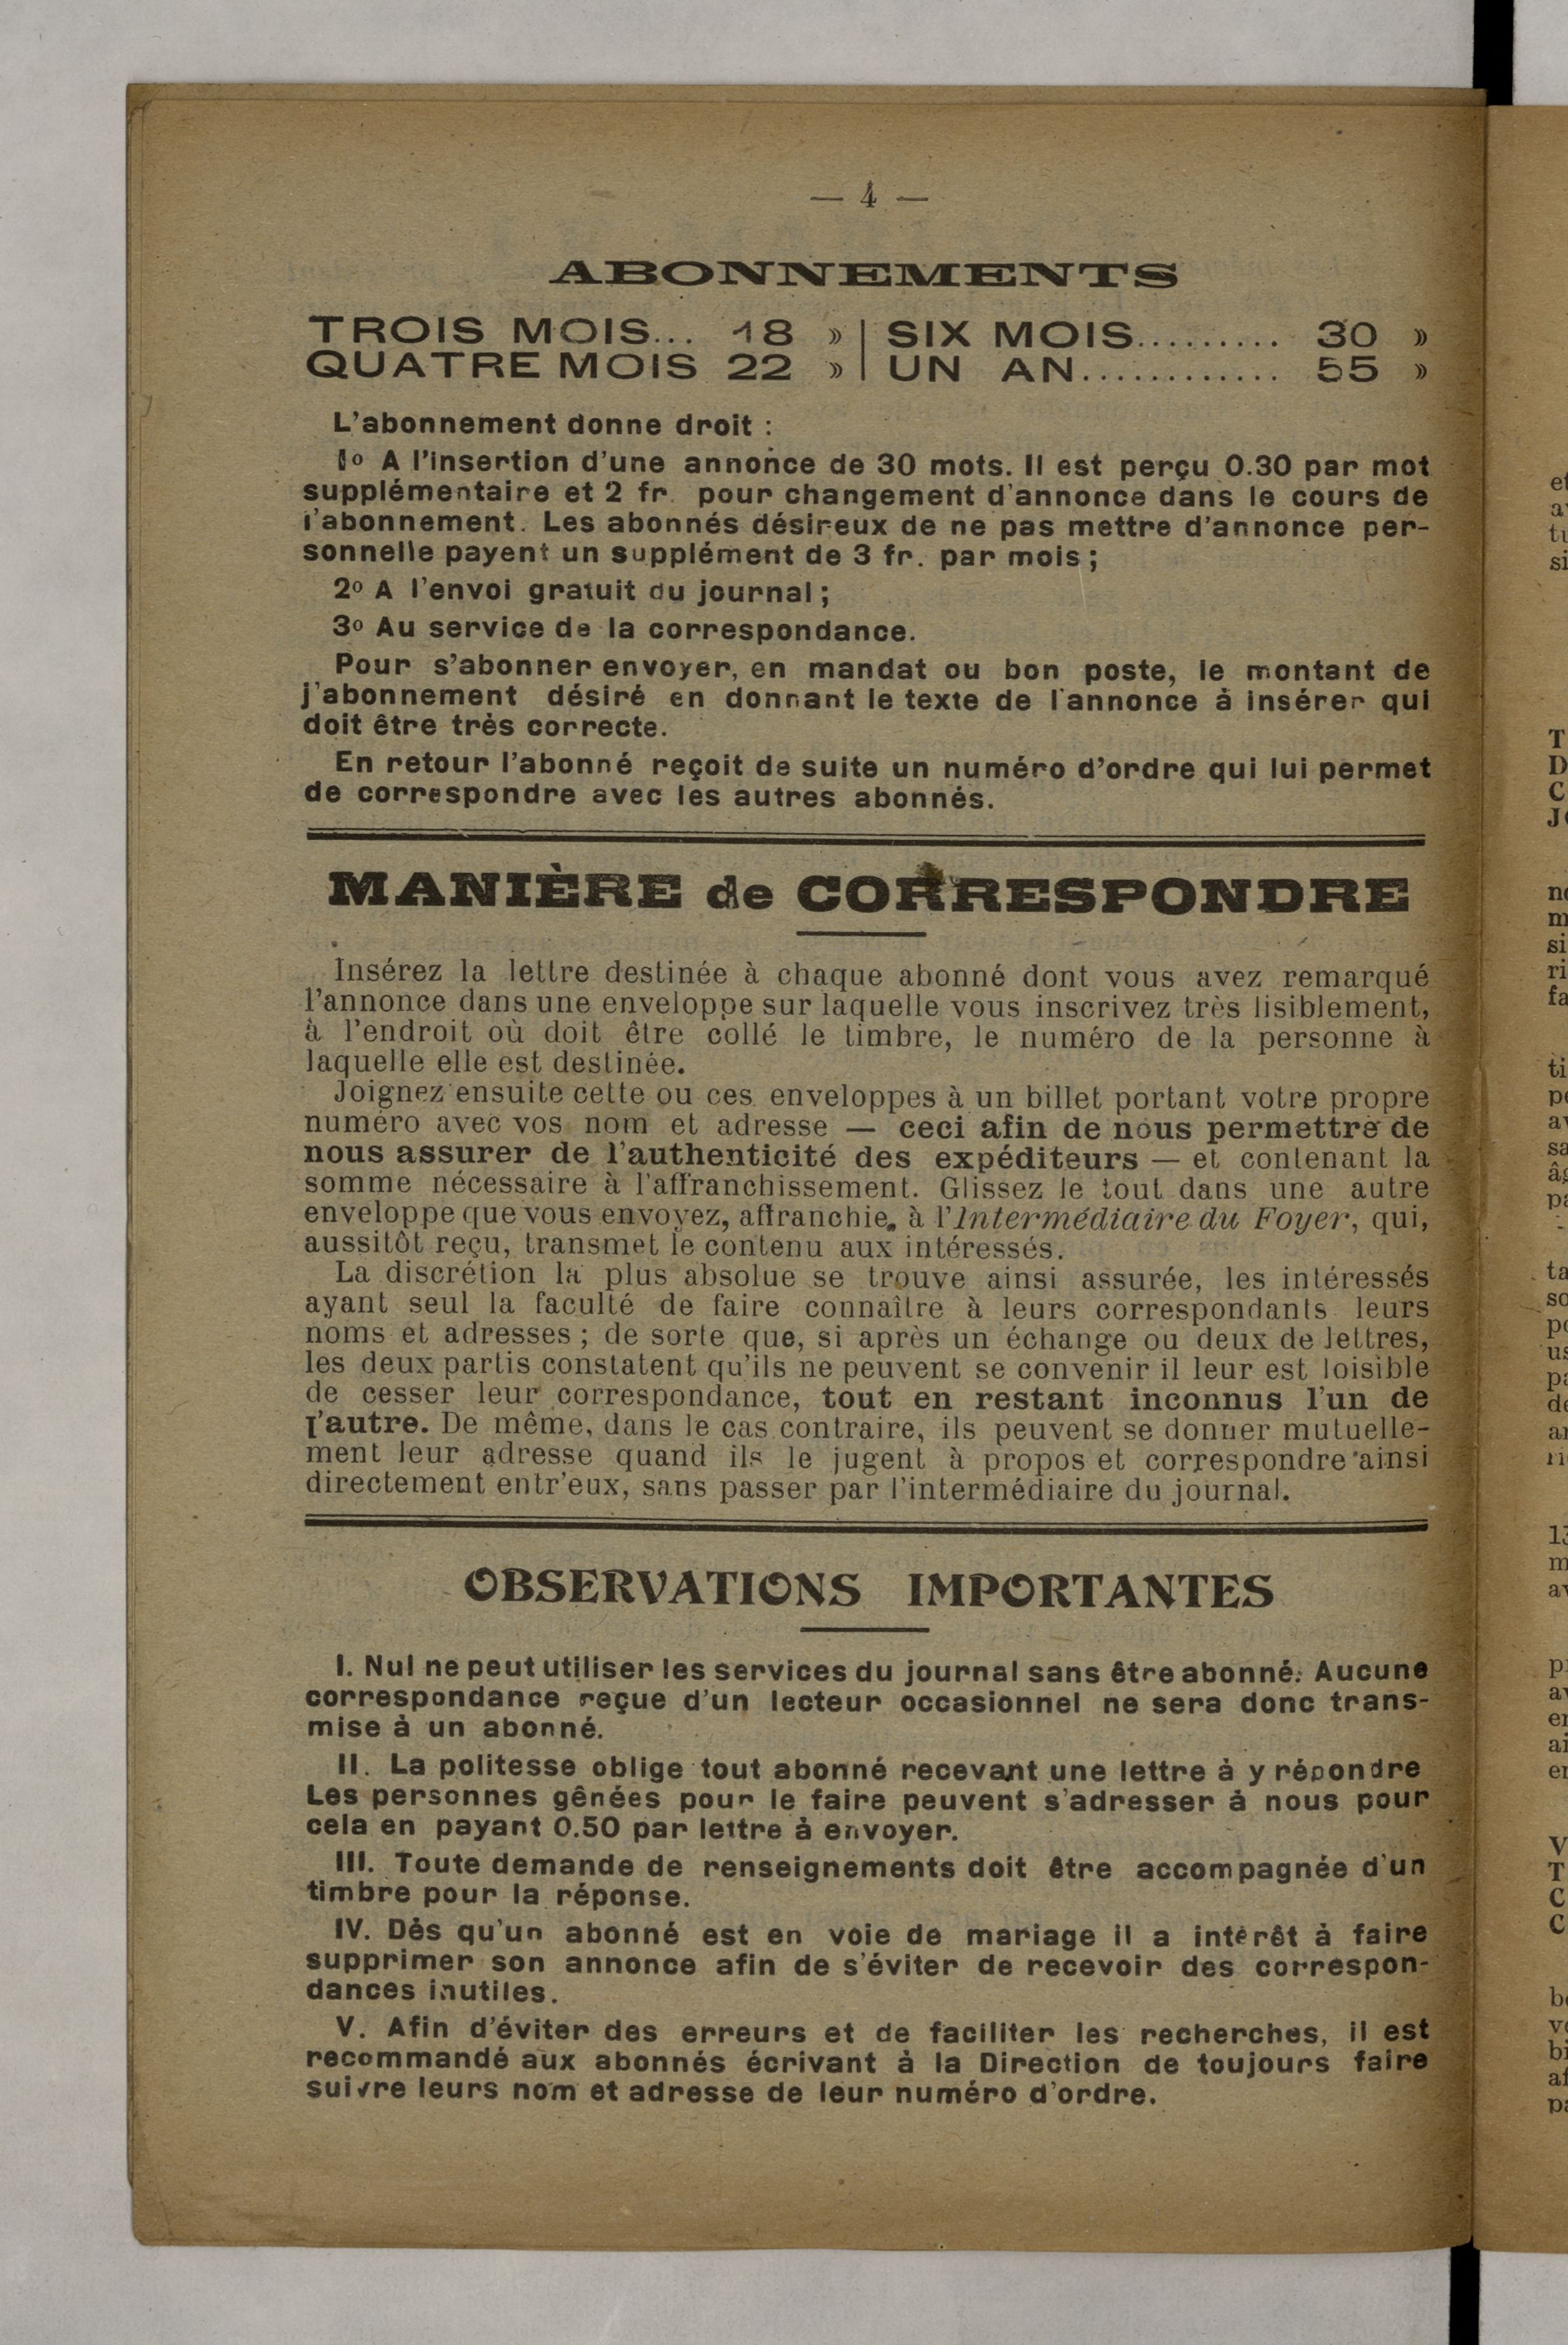 — 4 —
ABONNEMENTS
TROIS MOIS... 18 » | SIX MOIS......... 30 »
QUATRE MOIS 22 » | UN AN............ 55 »
L'abonnement donne droit :
1º A l'insertion d'une annonce de 30 mots. Il est perçu 0.30 par mot
supplémentaire et 2 fr. pour changement d'annonce dans le cours de
l'abonnement. Les abonnés désireux de ne pas mettre d'annonce per-
sonnelle payent un supplément de 3 fr. par mois ;
2º A l'envoi gratuit du journal ;
3º Au service de la correspondance.
Pour s'abonner envoyer, en mandat ou bon poste, le montant de
j'abonnement désiré en donnant le texte de l'annonce à insérer qui
doit être très correcte.
En retour l'abonné reçoit de suite un numéro d'ordre qui lui permet
de correspondre avec les autres abonnés.
MANIÈRE de CORRESPONDRE
Insérez la lettre destinée à chaque abonné dont vous avez remarqué
l'annonce dans une enveloppe sur laquelle vous inscrivez très lisiblement,
à l'endroit où doit être collé le timbre, le numéro de la personne à
laquelle elle est destinée.
Joignez ensuite cette ou ces enveloppes à un billet portant votre propre
numéro avec vos nom et adresse — ceci afin de nous permettre de
nous assurer de l'authenticité des expéditeurs — et contenant la
somme nécessaire à l'affranchissement. Glissez le tout dans une autre
enveloppe que vous envoyez, affranchie, à l'Intermédiaire du Foyer, qui,
aussitôt reçu, transmet le contenu aux intéressés.
La discrétion la plus absolue se trouve ainsi assurée, les intéressés
ayant seul la faculté de faire connaître à leurs correspondants leurs
noms et adresses ; de sorte que, si après un échange ou deux de lettres,
les deux partis constatent qu'ils ne peuvent se convenir il leur est loisible
de cesser leur correspondance, tout en restant inconnus l'un de
l'autre. De même, dans le cas contraire, ils peuvent se donner mutuelle-
ment leur adresse quand ils le jugent à propos et correspondre ainsi
directement entr'eux, sans passer par l'intermédiaire du journal.
OBSERVATIONS IMPORTANTES
I. Nul ne peut utiliser les services du journal sans être abonné. Aucune
correspondance reçue d'un lecteur occasionnel ne sera donc trans-
mise à un abonné.
II. La politesse oblige tout abonné recevant une lettre à y répondre
Les personnes gênées pour le faire peuvent s'adresser à nous pour
cela en payant 0.50 par lettre à envoyer.
III. Toute demande de renseignements doit être accompagnée d'un
timbre pour la réponse.
IV. Dès qu'un abonné est en voie de mariage il a intérêt à faire
supprimer son annonce afin de s'éviter de recevoir des correspon-
dances inutiles.
V. Afin d'éviter des erreurs et de faciliter les recherches, il est
recommandé aux abonnés écrivant à la Direction de toujours faire
suivre leurs nom et adresse de leur numéro d'ordre.